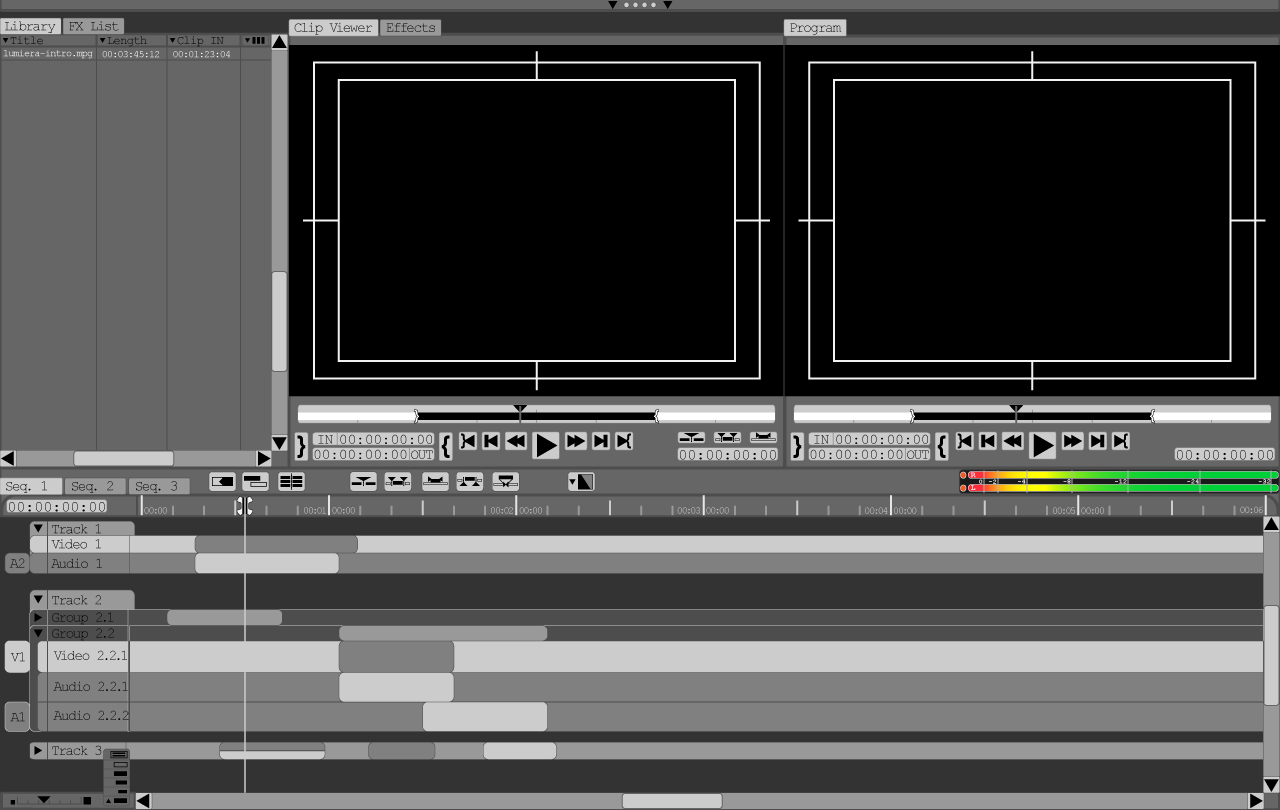 Library FX List
Title Length Clip IN
lumiera-intro.mpg 00:03:45:12 00:01:23:04
Clip Viewer Effects
IN 00:00:00:00
00:00:00:00 OUT
00:00:00:00
Program
IN 00:00:00:00
00:00:00:00 OUT
00:00:00:00
Seq. 1 Seq. 2 Seq. 3
R
L
0 -2 -4 -8 -12 -24 -32
00:00:00:00
00:00 00:01 00:00 00:02 00:00 00:03 00:00 00:04 00:00 00:05 00:00 00:06
Track 1
Video 1
A2 Audio 1
Track 2
Group 2.1
Group 2.2
V1 Video 2.2.1
Audio 2.2.1
A1 Audio 2.2.2
Track 3